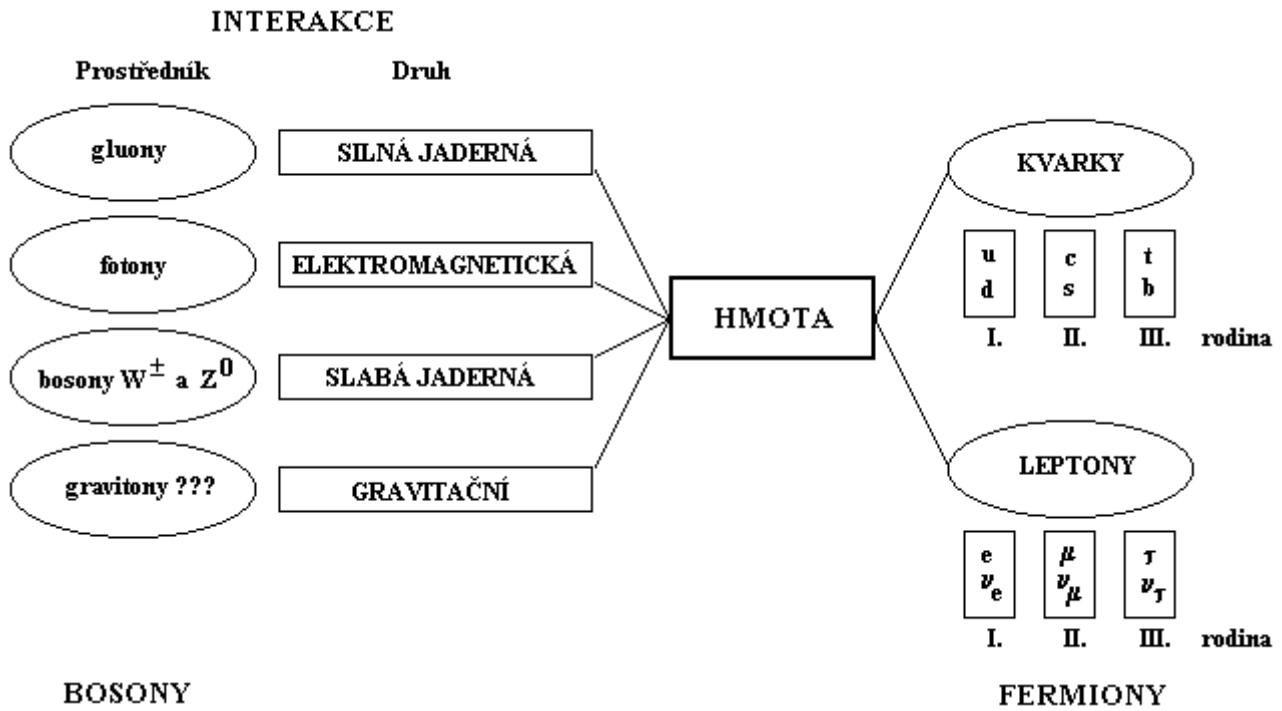 INTERAKCE
Prostředník Druh
gluony SILNÁ JADERNÁ
fotony ELEKTROMAGNETICKÁ
bosony W± a Z⁰ SLABÁ JADERNÁ
gravitony ??? GRAVITAČNÍ
HMOTA
KVARKY
u c t
d s b
I. II. III. rodina
LEPTONY
e μ τ
νe νμ ντ
I. II. III. rodina
BOSONY FERMIONY